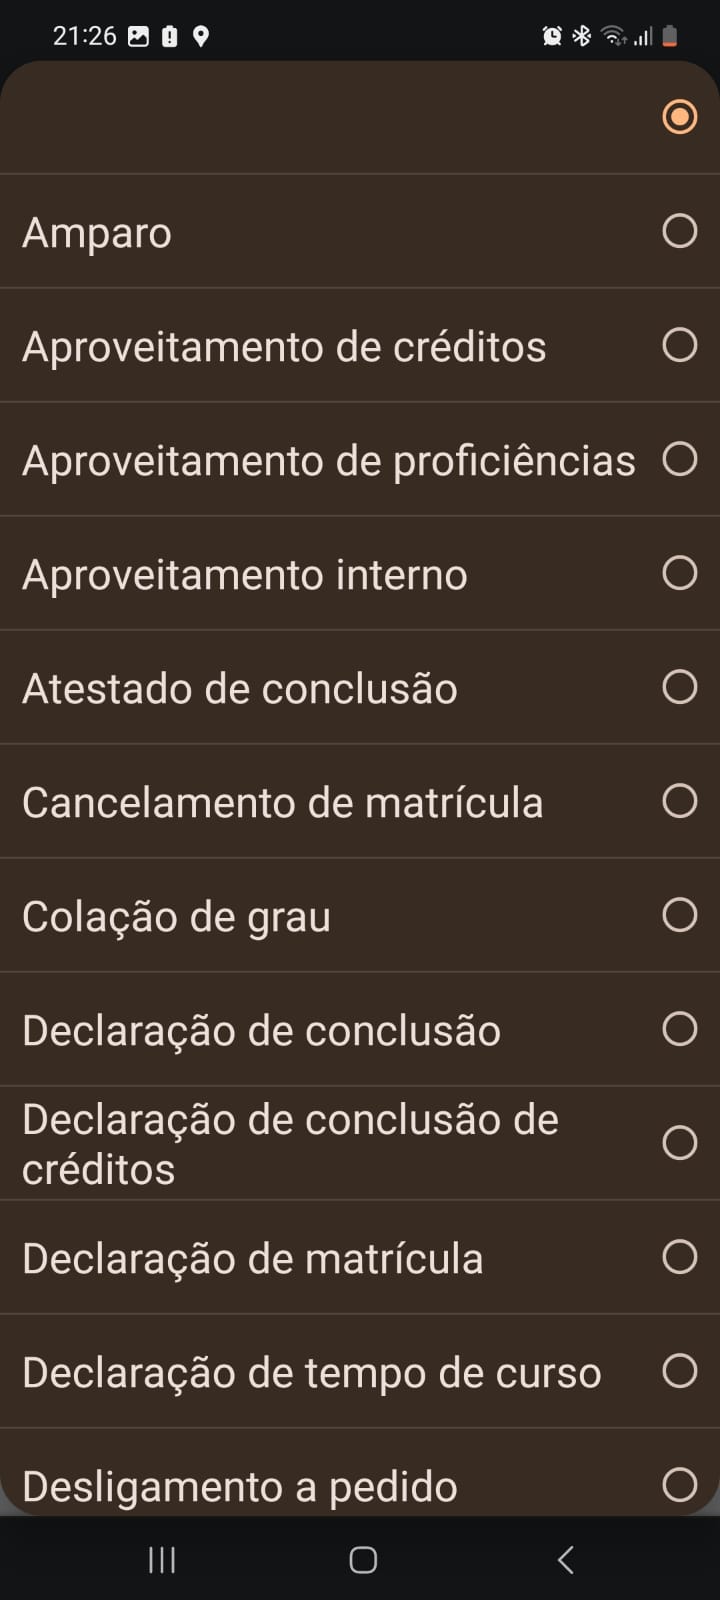 21:26
Amparo
Aproveitamento de créditos
Aproveitamento de proficiências
Aproveitamento interno
Atestado de conclusão
Cancelamento de matrícula
Colação de grau
Declaração de conclusão
Declaração de conclusão de
créditos
Declaração de matrícula
Declaração de tempo de curso
Desligamento a pedido